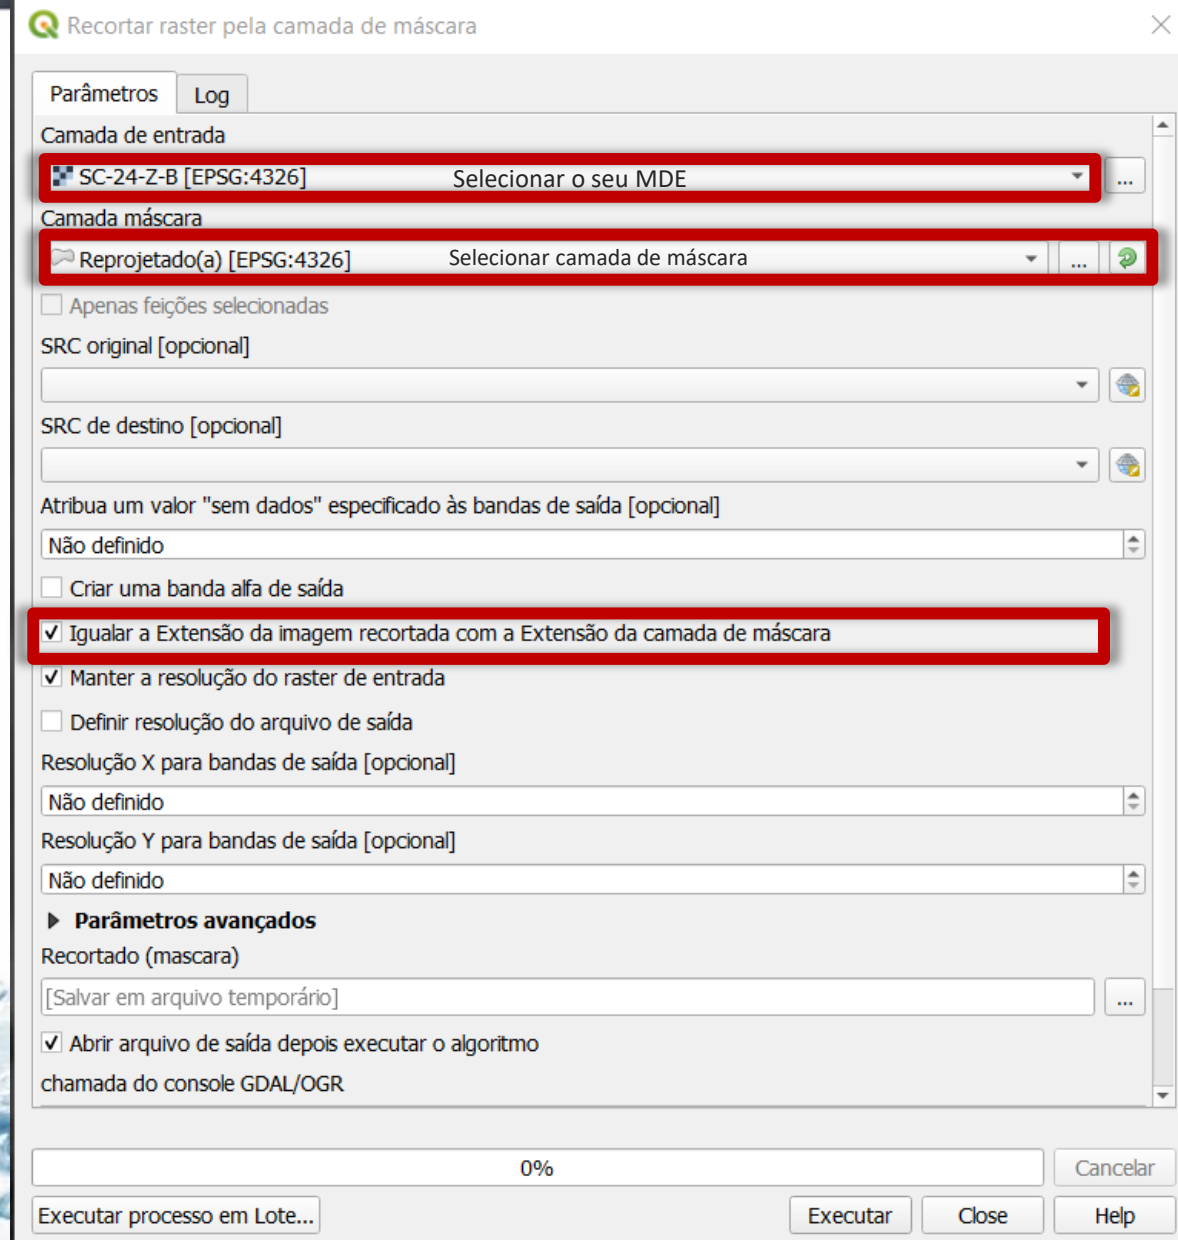 Recortar raster pela camada de máscara
Parâmetros
Log
Camada de entrada
SC-24-Z-B [EPSG:4326]
Selecionar o seu MDE
...
Camada máscara
Reprojetado(a) [EPSG:4326]
Selecionar camada de máscara
...
Apenas feições selecionadas
SRC original [opcional]
SRC de destino [opcional]
Atribua um valor "sem dados" especificado às bandas de saída [opcional]
Não definido
Criar uma banda alfa de saída
Igualar a Extensão da imagem recortada com a Extensão da camada de máscara
Manter a resolução do raster de entrada
Definir resolução do arquivo de saída
Resolução X para bandas de saída [opcional]
Não definido
Resolução Y para bandas de saída [opcional]
Não definido
Parâmetros avançados
Recortado (mascara)
[Salvar em arquivo temporário]
...
Abrir arquivo de saída depois executar o algoritmo
chamada do console GDAL/OGR
0%
Cancelar
Executar processo em Lote...
Executar
Close
Help